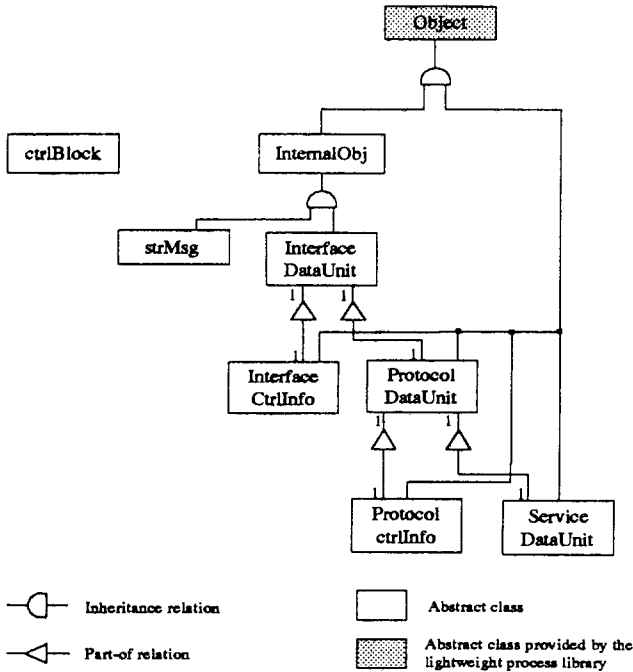 Object
ctrlBlock
InternalObj
strMsg
Interface
DataUnit
1
1
1
1
Interface
CtrlInfo
Protocol
DataUnit
1
1
1
1
Protocol
ctrlInfo
Service
DataUnit
Inheritance relation
Abstract class
Part-of relation
Abstract class provided by the
lightweight process library